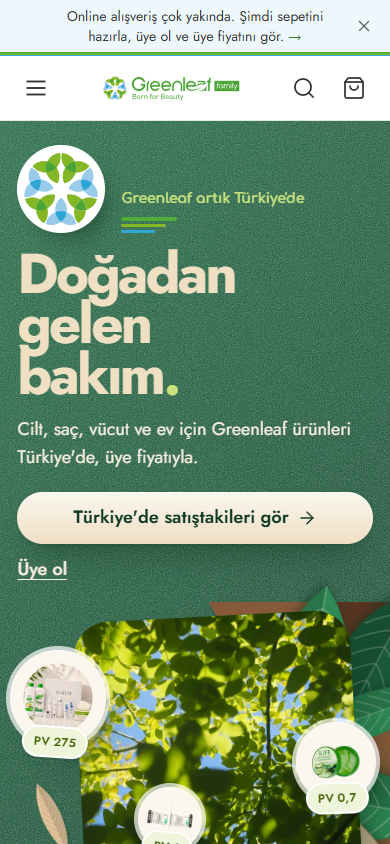 Online alışveriş çok yakında. Şimdi sepetini
hazırla, üye ol ve üye fiyatını gör. →
Greenleaf family
Born for Beauty
Greenleaf artık Türkiye'de
Doğadan
gelen
bakım.
Cilt, saç, vücut ve ev için Greenleaf ürünleri
Türkiye'de, üye fiyatıyla.
Türkiye'de satıştakileri gör →
Üye ol
PV 275
PV 0,7